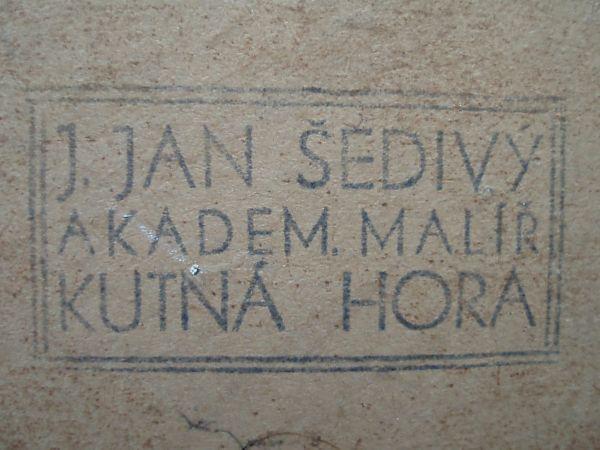 J. JAN ŠEDIVÝ
AKADEM. MALÍŘ
KUTNÁ HORA